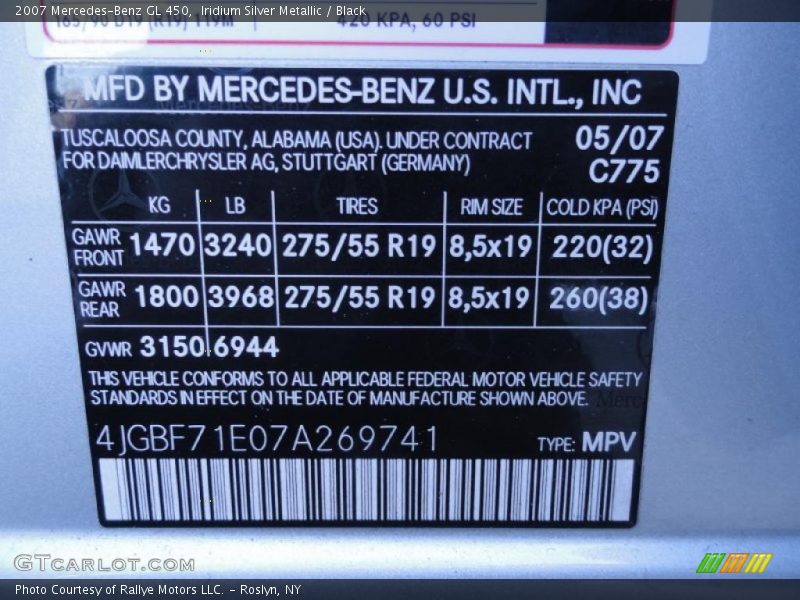 2007 Mercedes-Benz GL 450, Iridium Silver Metallic / Black
165/90 D19 (R19) 119M 420 KPA, 60 PSI
MFD BY MERCEDES-BENZ U.S. INTL., INC
TUSCALOOSA COUNTY, ALABAMA (USA). UNDER CONTRACT 05/07
FOR DAIMLERCHRYSLER AG, STUTTGART (GERMANY) C775
KG LB TIRES RIM SIZE COLD KPA (PSI)
GAWR FRONT 1470 3240 275/55 R19 8,5x19 220(32)
GAWR REAR 1800 3968 275/55 R19 8,5x19 260(38)
GVWR 3150 6944
THIS VEHICLE CONFORMS TO ALL APPLICABLE FEDERAL MOTOR VEHICLE SAFETY
STANDARDS IN EFFECT ON THE DATE OF MANUFACTURE SHOWN ABOVE.
4JGBF71E07A269741 TYPE: MPV
GTCARLOT.COM
Photo Courtesy of Rallye Motors LLC. - Roslyn, NY